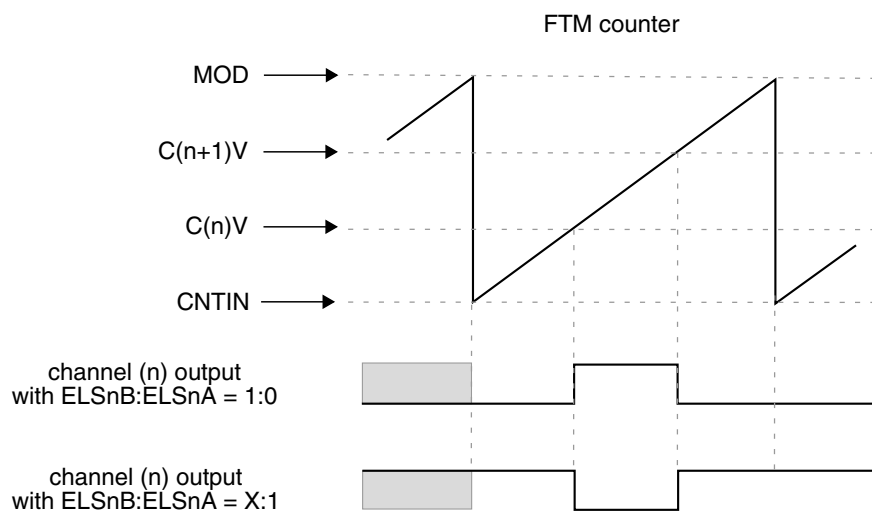 FTM counter
MOD
C(n+1)V
C(n)V
CNTIN
channel (n) output
with ELSnB:ELSnA = 1:0
channel (n) output
with ELSnB:ELSnA = X:1